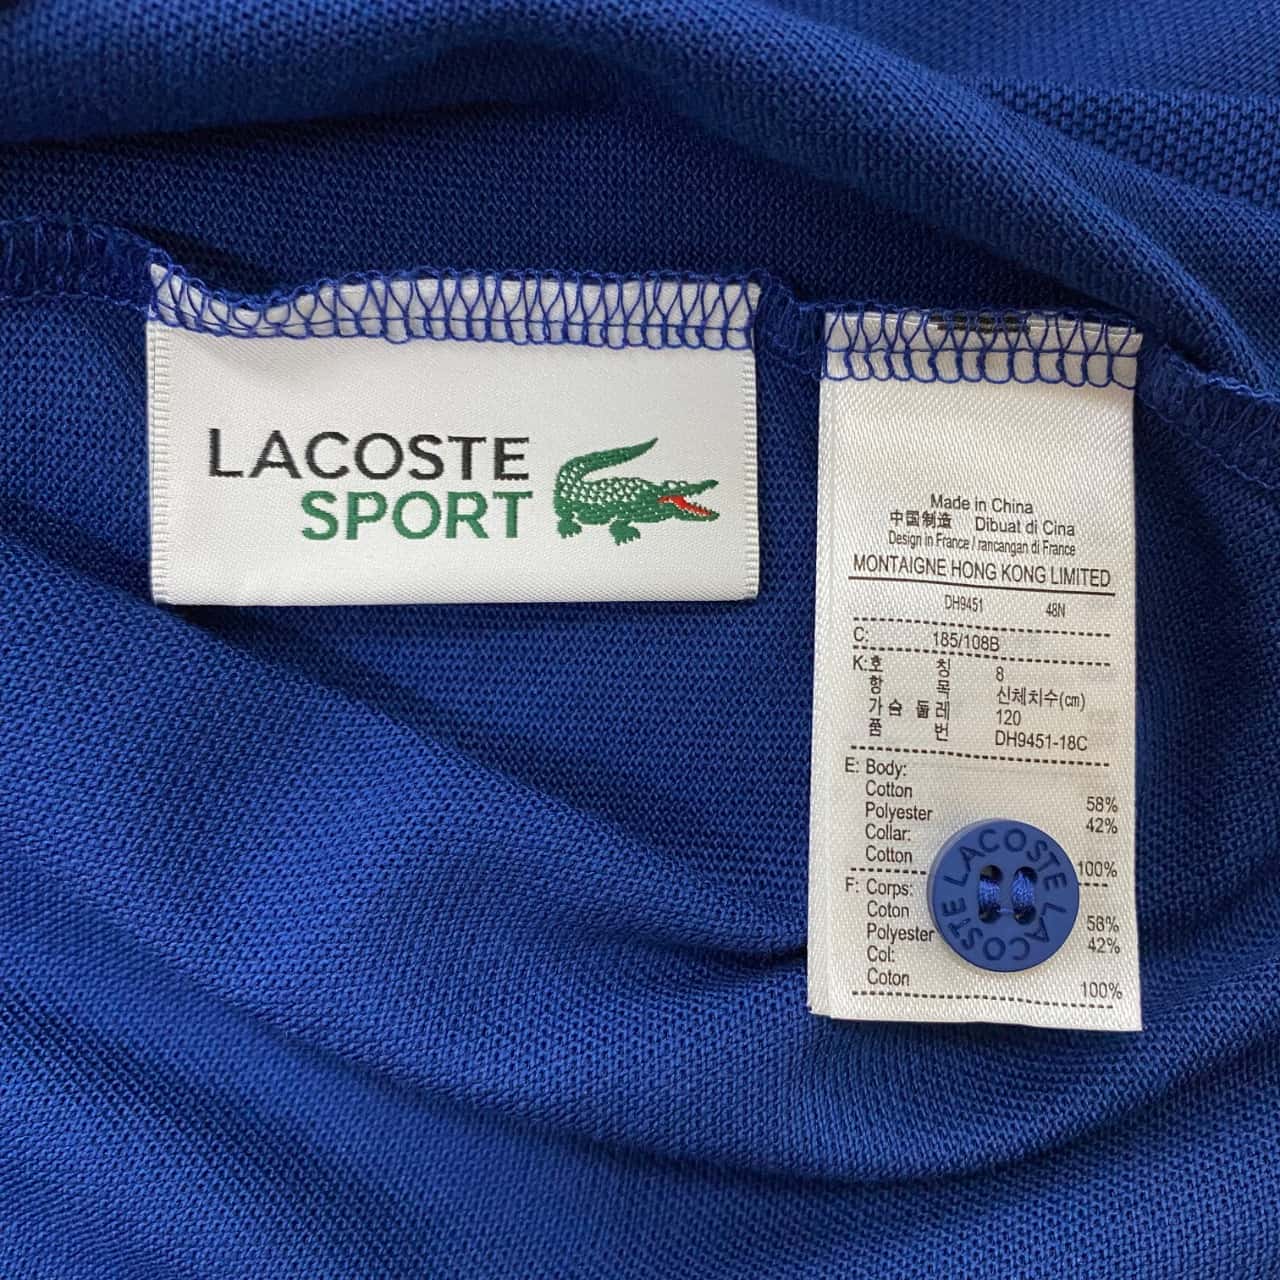 LACOSTE
SPORT
Made in China
中国制造 Dibuat di Cina
Design in France / rancangan di France
MONTAIGNE HONG KONG LIMITED
DH9451 48N
C: 185/108B
K:호 칭 8
항 목 신체치수(cm)
가 슴 둘 레 120
품 번 DH9451-18C
E: Body:
Cotton 58%
Polyester 42%
Collar:
Cotton 100%
F: Corps:
Coton 58%
Polyester 42%
Col:
Coton 100%
LACOSTE LACOSTE